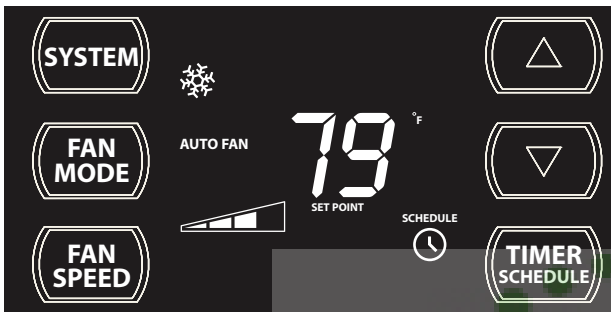 SYSTEM
FAN
MODE
FAN
SPEED
AUTO FAN
79 °F
SET POINT
SCHEDULE
TIMER
SCHEDULE